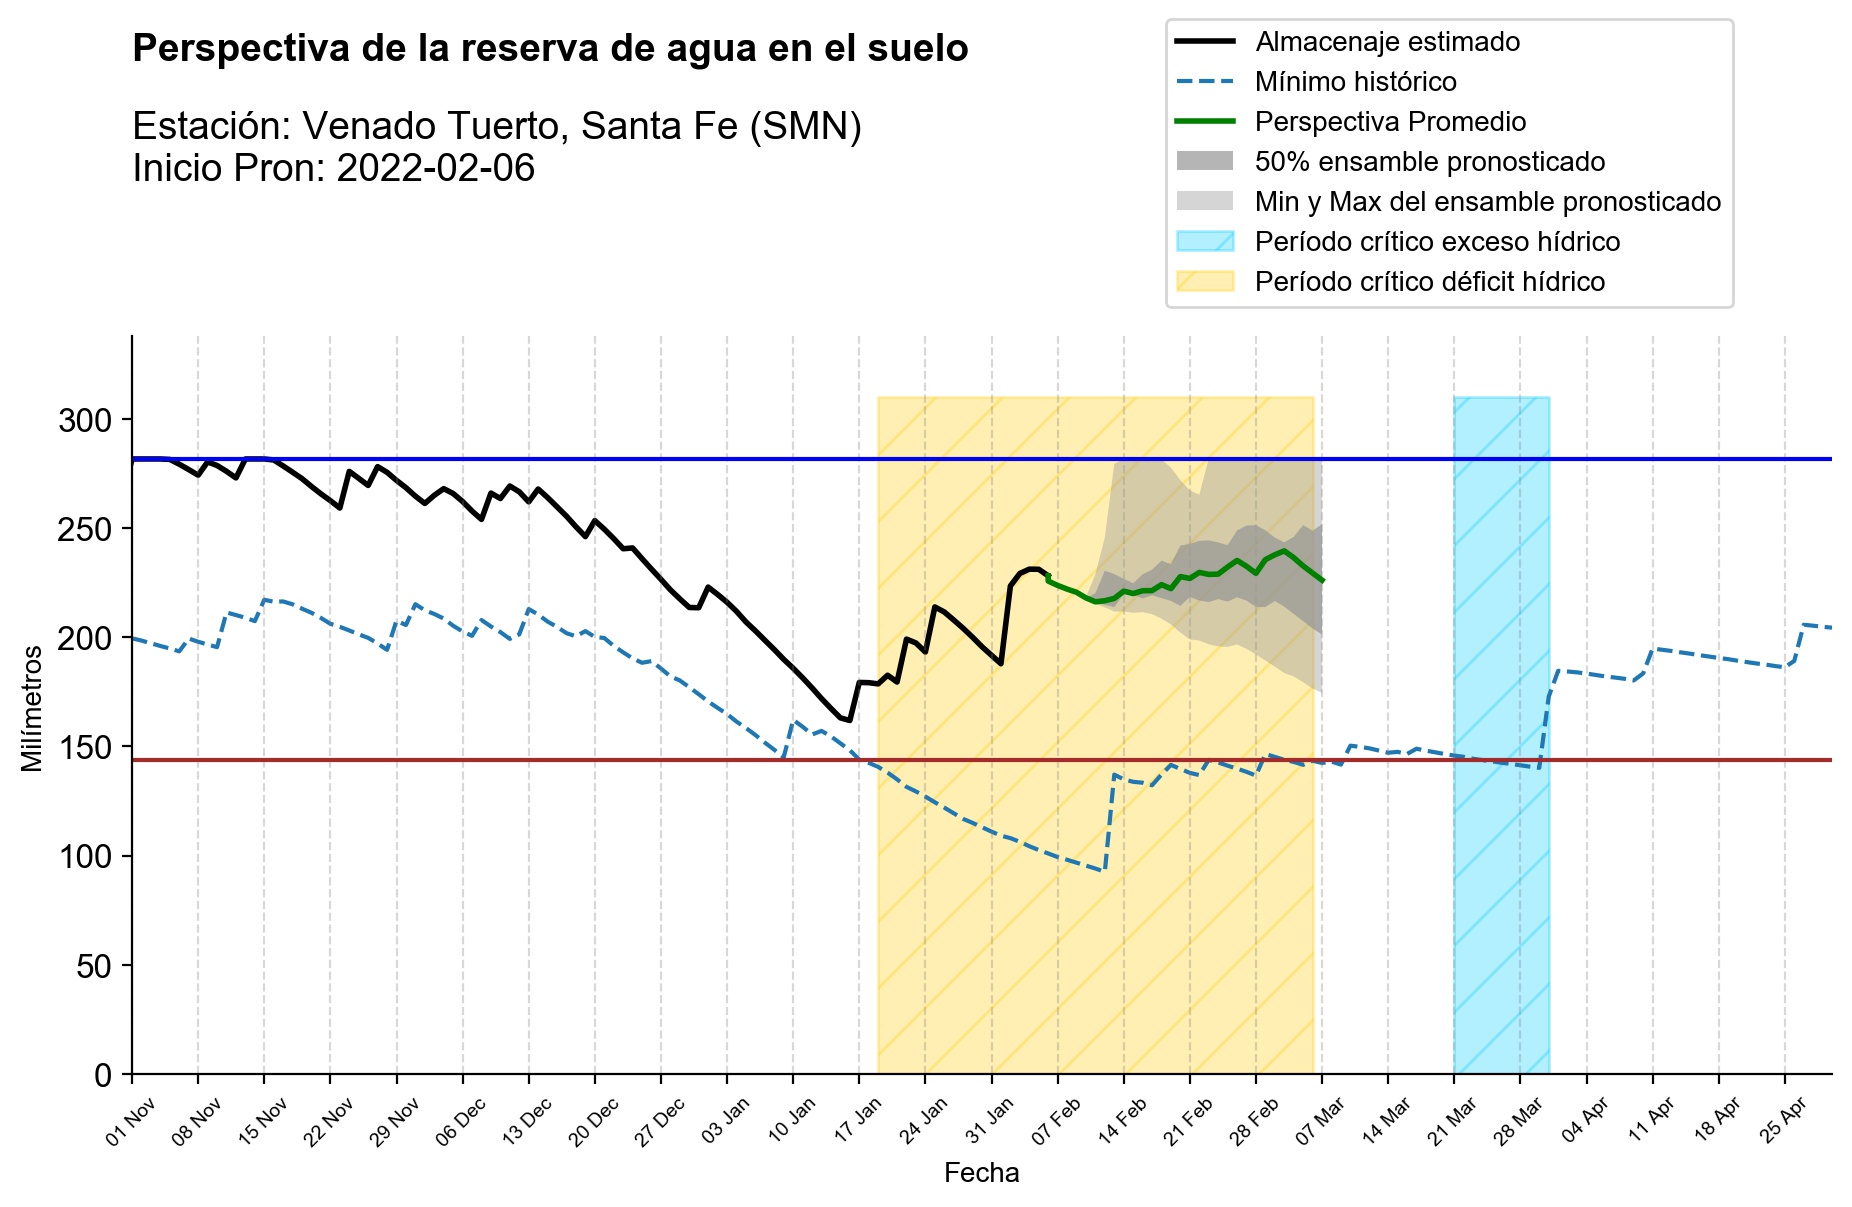 Perspectiva de la reserva de agua en el suelo
Estación: Venado Tuerto, Santa Fe (SMN)
Inicio Pron: 2022-02-06
Almacenaje estimado
Mínimo histórico
Perspectiva Promedio
50% ensamble pronosticado
Min y Max del ensamble pronosticado
Período crítico exceso hídrico
Período crítico déficit hídrico
300
250
200
150
100
50
0
Milímetros
01 Nov
08 Nov
15 Nov
22 Nov
29 Nov
06 Dec
13 Dec
20 Dec
27 Dec
03 Jan
10 Jan
17 Jan
24 Jan
31 Jan
07 Feb
14 Feb
21 Feb
28 Feb
07 Mar
14 Mar
21 Mar
28 Mar
04 Apr
11 Apr
18 Apr
25 Apr
Fecha